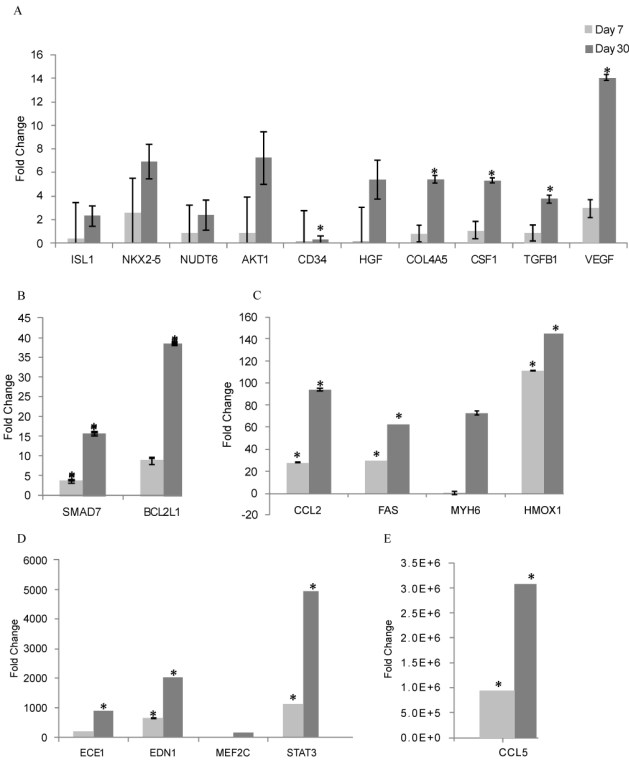 A
Day 7
Day 30
Fold Change
16
14
12
10
8
6
4
2
0
* * * * *
ISL1 NKX2-5 NUDT6 AKT1 CD34 HGF COL4A5 CSF1 TGFB1 VEGF
B
Fold Change
45
40
35
30
25
20
15
10
5
0
SMAD7 BCL2L1
C
Fold Change
160
140
120
100
80
60
40
20
0
-20
* * * * * *
CCL2 FAS MYH6 HMOX1
D
Fold Change
6000
5000
4000
3000
2000
1000
0
* * * * *
ECE1 EDN1 MEF2C STAT3
E
Fold Change
3.5E+6
3.0E+6
2.5E+6
2.0E+6
1.5E+6
1.0E+6
5.0E+5
0.0E+0
* *
CCL5